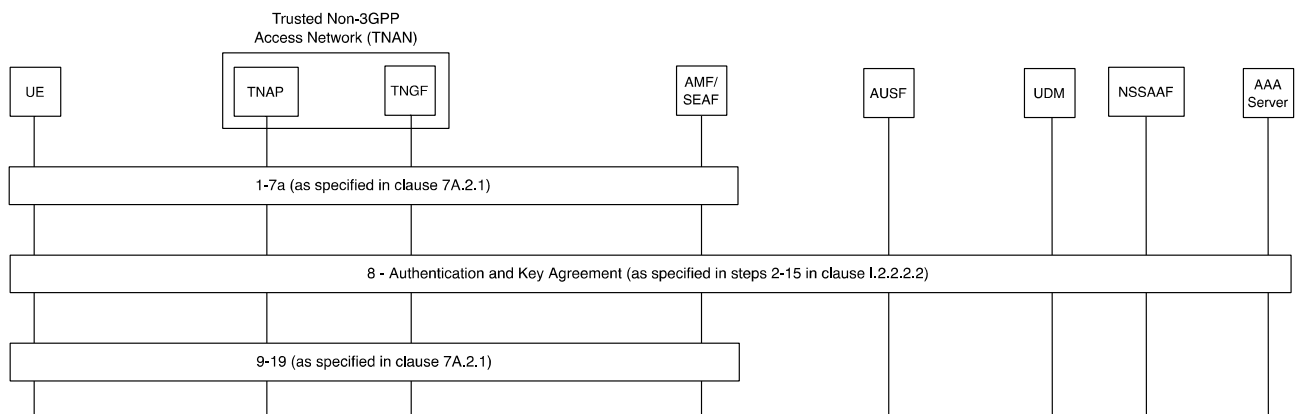 Trusted Non-3GPP
Access Network (TNAN)
UE
TNAP
TNGF
AMF/
SEAF
AUSF
UDM
NSSAAF
AAA
Server
1-7a (as specified in clause 7A.2.1)
8 - Authentication and Key Agreement (as specified in steps 2-15 in clause I.2.2.2.2)
9-19 (as specified in clause 7A.2.1)